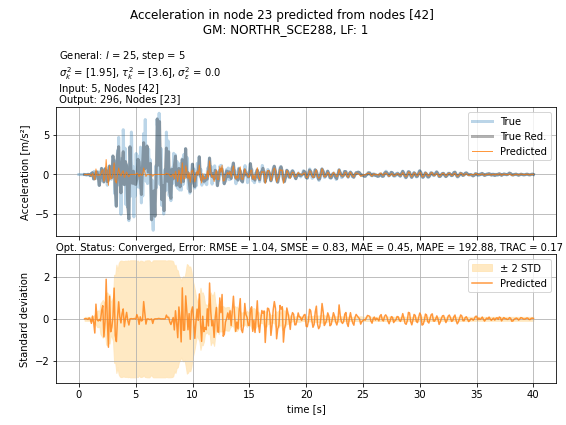 Acceleration in node 23 predicted from nodes [42]
GM: NORTHR_SCE288, LF: 1
General: l = 25, step = 5
σ²ₖ = [1.95], τ²ₖ = [3.6], σ²ε = 0.0
Input: 5, Nodes [42]
Output: 296, Nodes [23]
Acceleration [m/s²]
5
0
−5
True
True Red.
Predicted
Opt. Status: Converged, Error: RMSE = 1.04, SMSE = 0.83, MAE = 0.45, MAPE = 192.88, TRAC = 0.17
Standard deviation
2
0
−2
± 2 STD
Predicted
0 5 10 15 20 25 30 35 40
time [s]